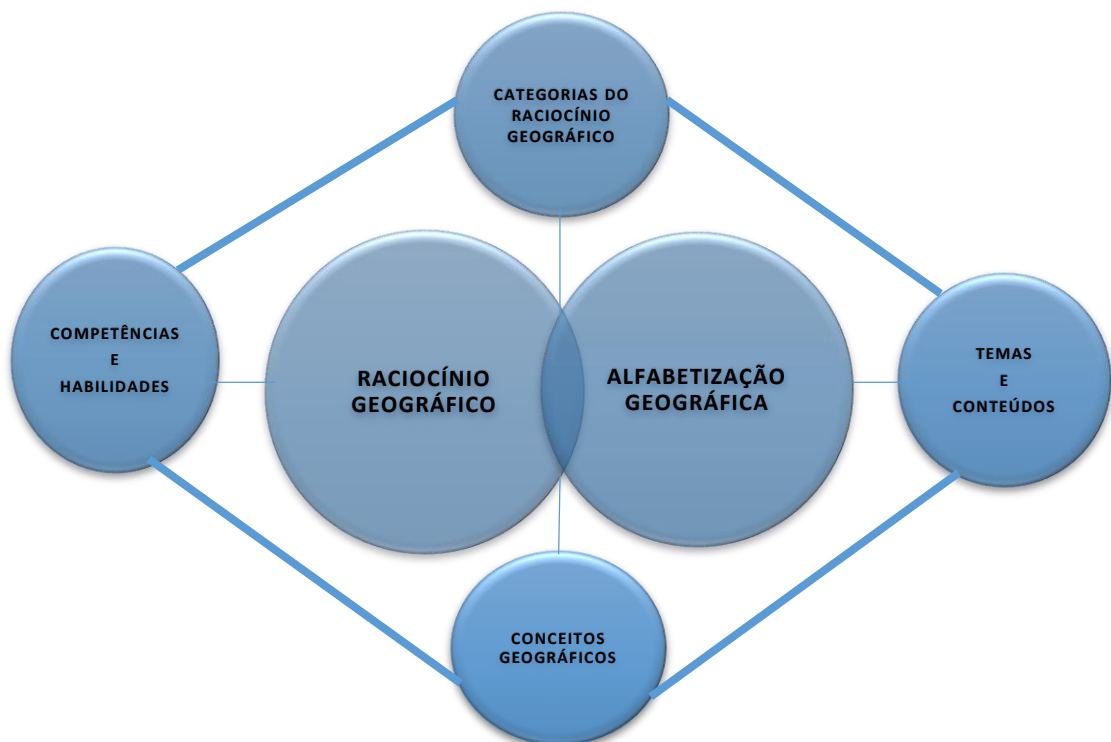 CATEGORIAS DO
RACIOCÍNIO
GEOGRÁFICO
COMPETÊNCIAS
E
HABILIDADES
RACIOCÍNIO
GEOGRÁFICO
ALFABETIZAÇÃO
GEOGRÁFICA
TEMAS
E
CONTEÚDOS
CONCEITOS
GEOGRÁFICOS